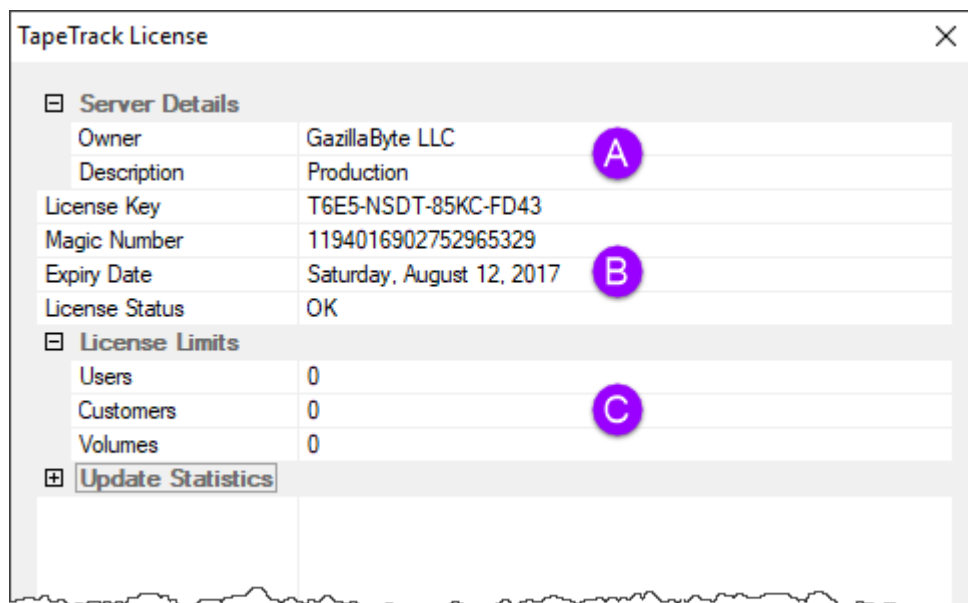 TapeTrack License
Server Details
Owner GazillaByte LLC
A
Description Production
License Key T6E5-NSDT-85KC-FD43
Magic Number 1194016902752965329
Expiry Date Saturday, August 12, 2017 B
License Status OK
License Limits
Users 0
Customers 0 C
Volumes 0
Update Statistics